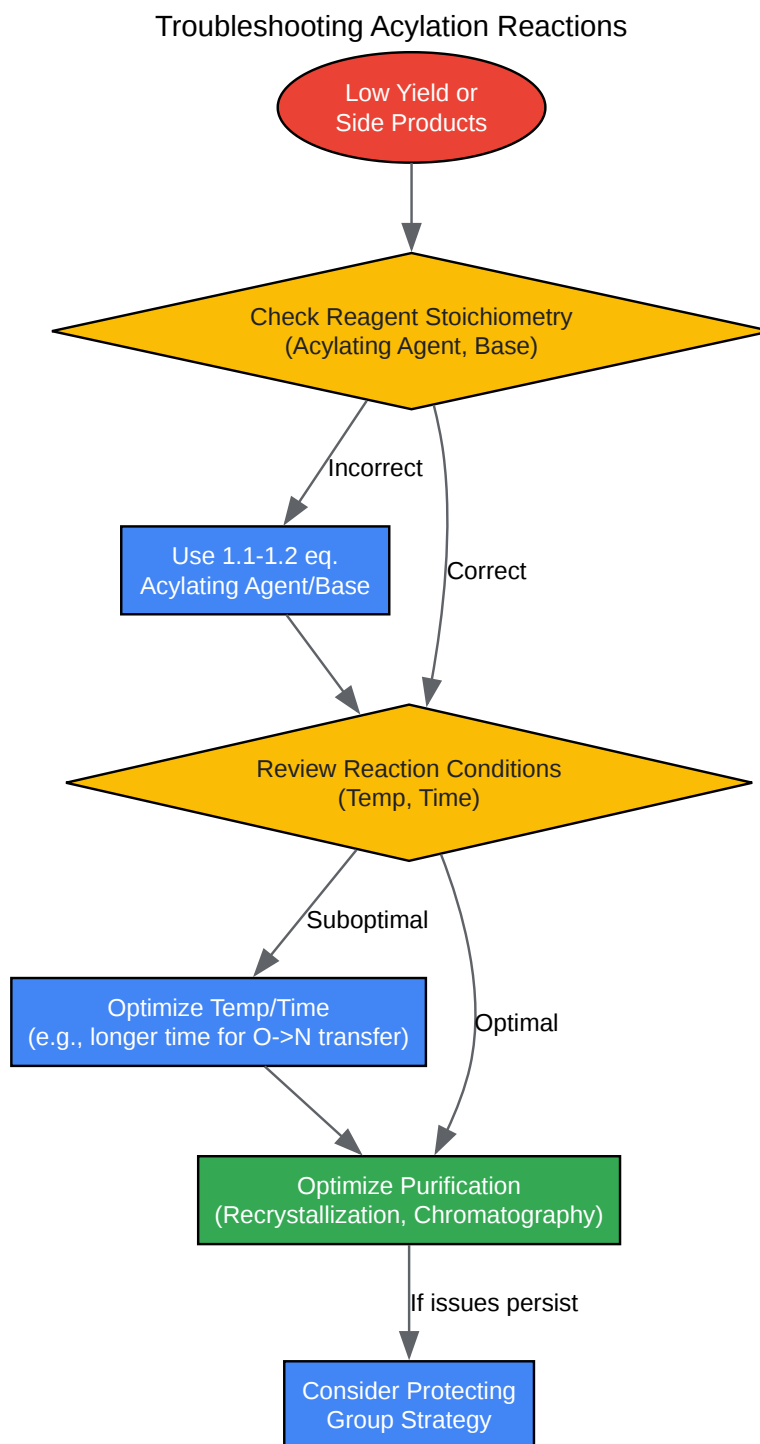 Troubleshooting Acylation Reactions
Low Yield or
Side Products
Check Reagent Stoichiometry
(Acylating Agent, Base)
Incorrect
Use 1.1-1.2 eq.
Acylating Agent/Base
Correct
Review Reaction Conditions
(Temp, Time)
Suboptimal
Optimize Temp/Time
(e.g., longer time for O->N transfer)
Optimal
Optimize Purification
(Recrystallization, Chromatography)
If issues persist
Consider Protecting
Group Strategy